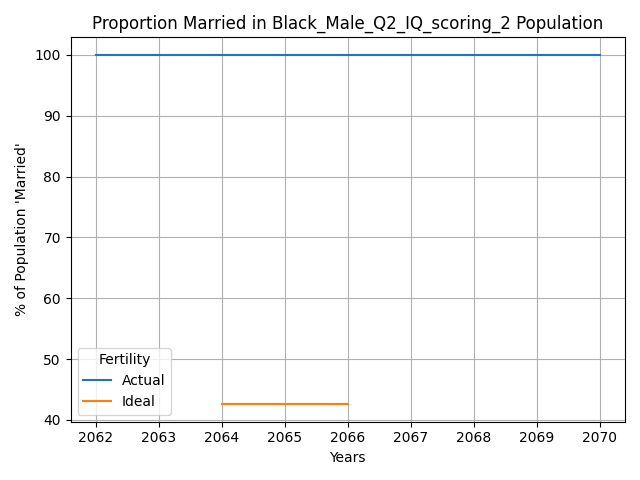 Proportion Married in Black_Male_Q2_IQ_scoring_2 Population
% of Population 'Married'
100
90
80
70
60
50
40
Fertility
Actual
Ideal
2062 2063 2064 2065 2066 2067 2068 2069 2070
Years